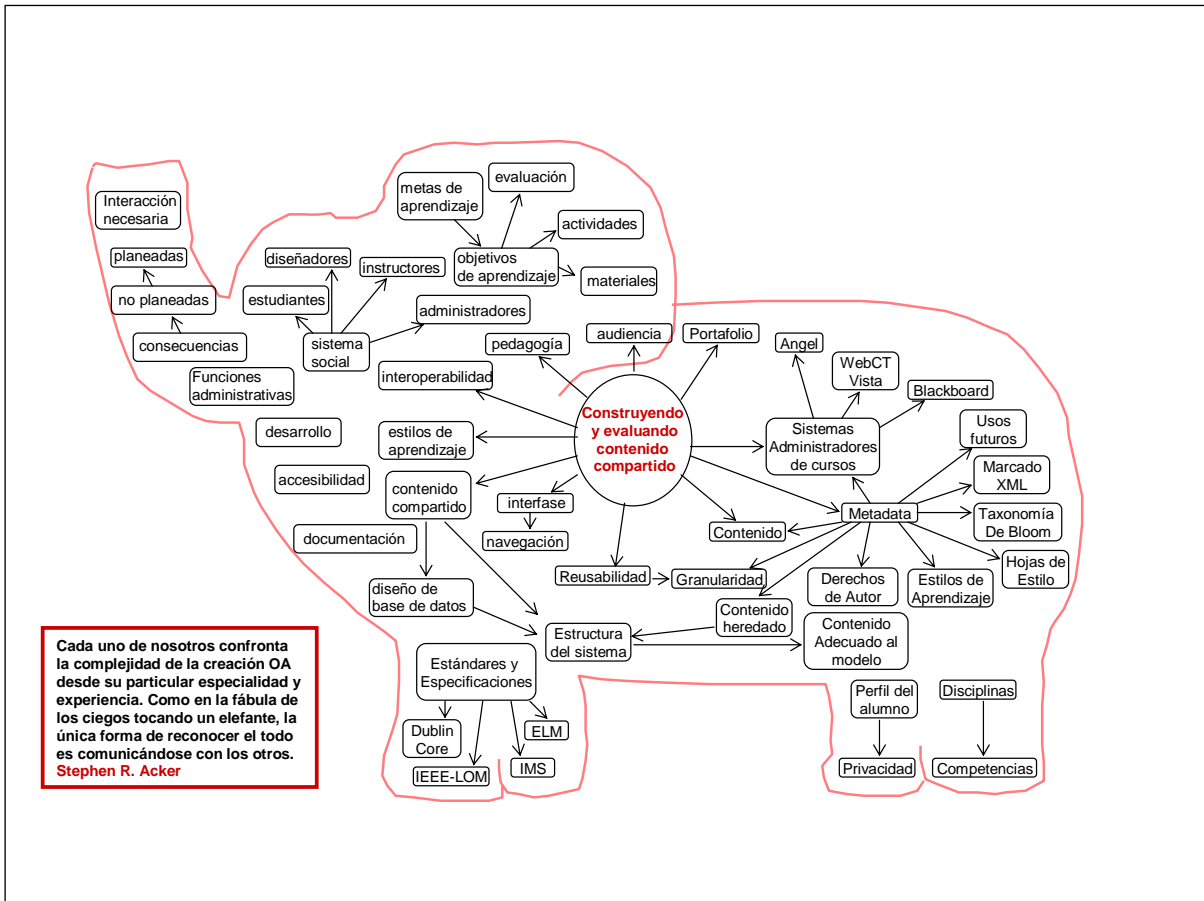 Interacción
necesaria
planeadas
no planeadas
consecuencias
Funciones
administrativas
desarrollo
accesibilidad
documentación
diseñadores
instructores
estudiantes
administradores
sistema
social
metas de
aprendizaje
evaluación
actividades
objetivos
de aprendizaje
materiales
pedagogía
audiencia
Portafolio
interoperabilidad
estilos de
aprendizaje
contenido
compartido
interfase
navegación
Construyendo
y evaluando
contenido
compartido
Angel
WebCT
Vista
Blackboard
Sistemas
Administradores
de cursos
Usos
futuros
Marcado
XML
Metadata
Taxonomía
De Bloom
Hojas de
Estilo
Contenido
Reusabilidad
Granularidad
Derechos
de Autor
Estilos de
Aprendizaje
diseño de
base de datos
Contenido
heredado
Estructura
del sistema
Contenido
Adecuado al
modelo
Estándares y
Especificaciones
Dublin
Core
ELM
IEEE-LOM
IMS
Perfil del
alumno
Disciplinas
Privacidad
Competencias
Cada uno de nosotros confronta
la complejidad de la creación OA
desde su particular especialidad y
experiencia. Como en la fábula de
los ciegos tocando un elefante, la
única forma de reconocer el todo
es comunicándose con los otros.
Stephen R. Acker